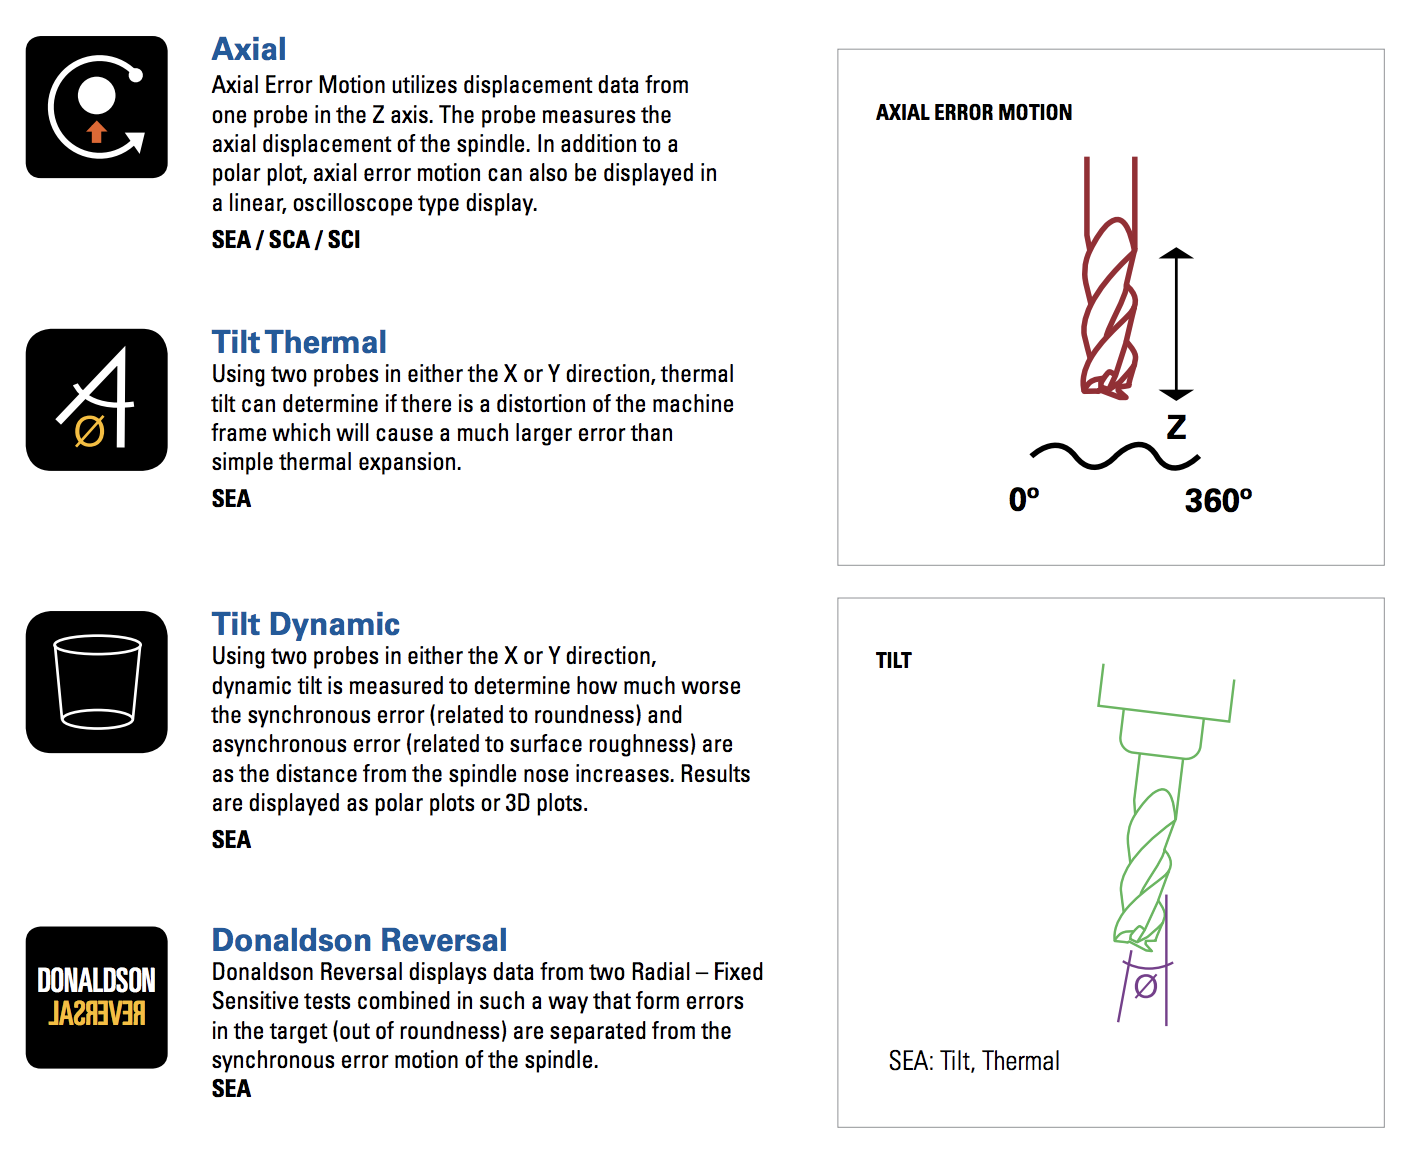 Axial
Axial Error Motion utilizes displacement data from
one probe in the Z axis. The probe measures the
axial displacement of the spindle. In addition to a
polar plot, axial error motion can also be displayed in
a linear, oscilloscope type display.
SEA / SCA / SCI
Ø
Tilt Thermal
Using two probes in either the X or Y direction, thermal
tilt can determine if there is a distortion of the machine
frame which will cause a much larger error than
simple thermal expansion.
SEA
Tilt Dynamic
Using two probes in either the X or Y direction,
dynamic tilt is measured to determine how much worse
the synchronous error (related to roundness) and
asynchronous error (related to surface roughness) are
as the distance from the spindle nose increases. Results
are displayed as polar plots or 3D plots.
SEA
DONALDSON
REVERSAL
Donaldson Reversal
Donaldson Reversal displays data from two Radial – Fixed
Sensitive tests combined in such a way that form errors
in the target (out of roundness) are separated from the
synchronous error motion of the spindle.
SEA
AXIAL ERROR MOTION
Z
0º 360º
TILT
Ø
SEA: Tilt, Thermal